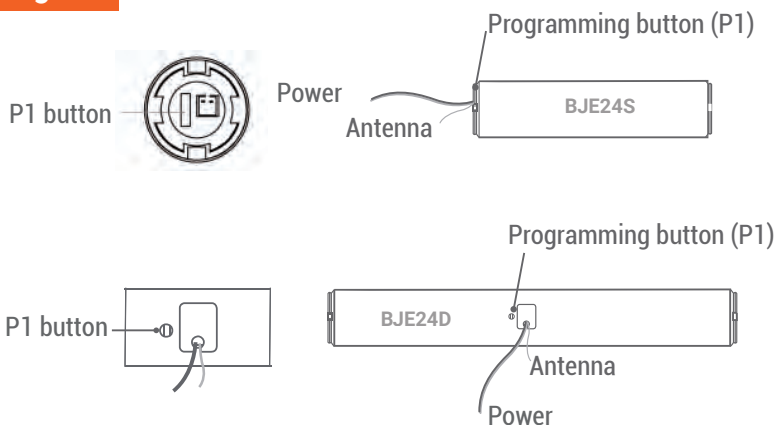 Programming button (P1)
P1 button
Power
Antenna
BJE24S
Programming button (P1)
P1 button
BJE24D
Antenna
Power